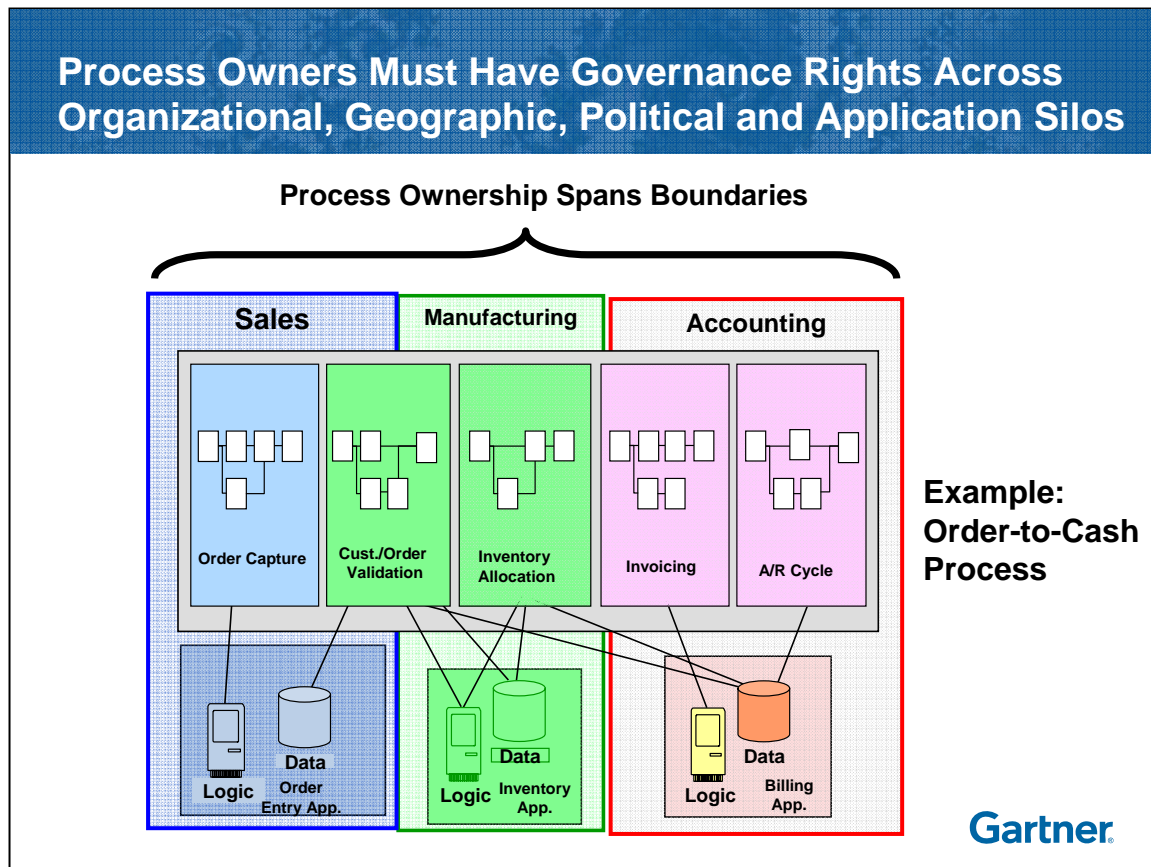 Process Owners Must Have Governance Rights Across
Organizational, Geographic, Political and Application Silos
Process Ownership Spans Boundaries
Sales
Manufacturing
Accounting
Order Capture
Cust./Order
Validation
Inventory
Allocation
Invoicing
A/R Cycle
Example:
Order-to-Cash
Process
Logic
Data
Order
Entry App.
Logic
Data
Inventory
App.
Logic
Data
Billing
App.
Gartner®